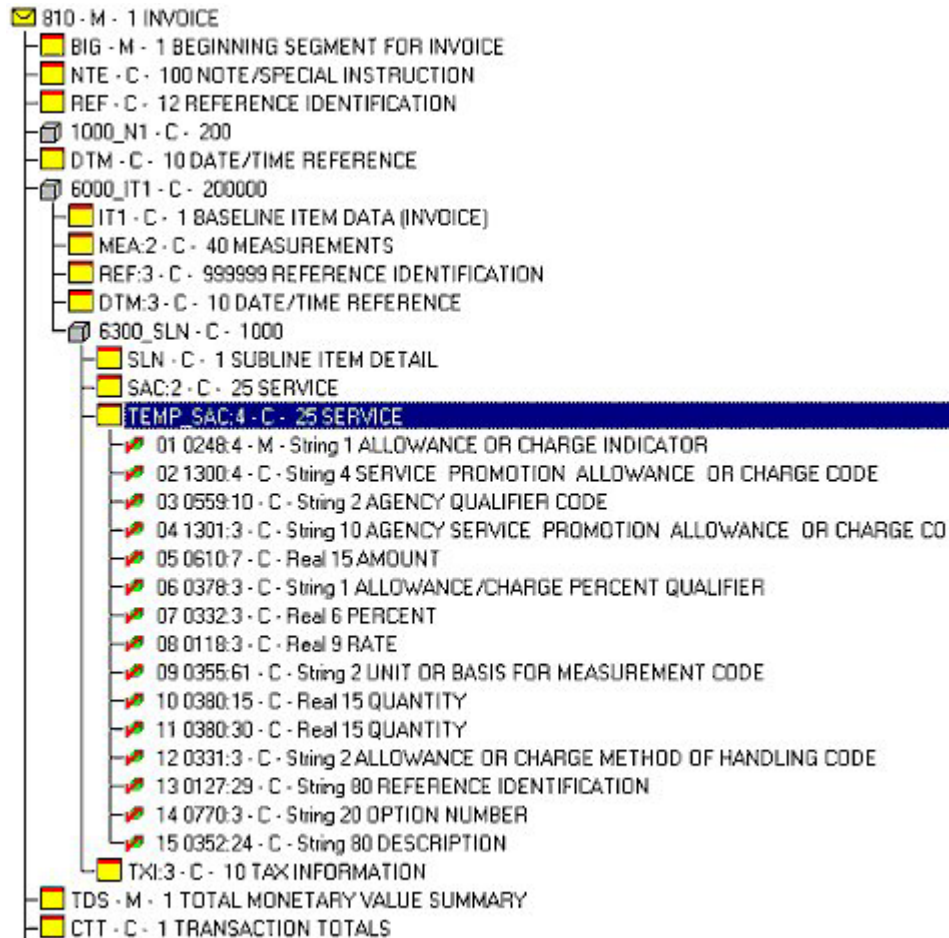 810 - M - 1 INVOICE
BIG - M - 1 BEGINNING SEGMENT FOR INVOICE
NTE - C - 100 NOTE/SPECIAL INSTRUCTION
REF - C - 12 REFERENCE IDENTIFICATION
1000_N1 - C - 200
DTM - C - 10 DATE/TIME REFERENCE
6000_IT1 - C - 200000
IT1 - C - 1 BASELINE ITEM DATA (INVOICE)
MEA:2 - C - 40 MEASUREMENTS
REF:3 - C - 999999 REFERENCE IDENTIFICATION
DTM:3 - C - 10 DATE/TIME REFERENCE
6300_SLN - C - 1000
SLN - C - 1 SUBLINE ITEM DETAIL
SAC:2 - C - 25 SERVICE
TEMP_SAC:4 - C - 25 SERVICE
01 0248:4 - M - String 1 ALLOWANCE OR CHARGE INDICATOR
02 1300:4 - C - String 4 SERVICE PROMOTION ALLOWANCE OR CHARGE CODE
03 0559:10 - C - String 2 AGENCY QUALIFIER CODE
04 1301:3 - C - String 10 AGENCY SERVICE PROMOTION ALLOWANCE OR CHARGE CO
05 0610:7 - C - Real 15 AMOUNT
06 0378:3 - C - String 1 ALLOWANCE/CHARGE PERCENT QUALIFIER
07 0332:3 - C - Real 6 PERCENT
08 0118:3 - C - Real 9 RATE
09 0355:61 - C - String 2 UNIT OR BASIS FOR MEASUREMENT CODE
10 0380:15 - C - Real 15 QUANTITY
11 0380:30 - C - Real 15 QUANTITY
12 0331:3 - C - String 2 ALLOWANCE OR CHARGE METHOD OF HANDLING CODE
13 0127:29 - C - String 80 REFERENCE IDENTIFICATION
14 0770:3 - C - String 20 OPTION NUMBER
15 0352:24 - C - String 80 DESCRIPTION
TXI:3 - C - 10 TAX INFORMATION
TDS - M - 1 TOTAL MONETARY VALUE SUMMARY
CTT - C - 1 TRANSACTION TOTALS